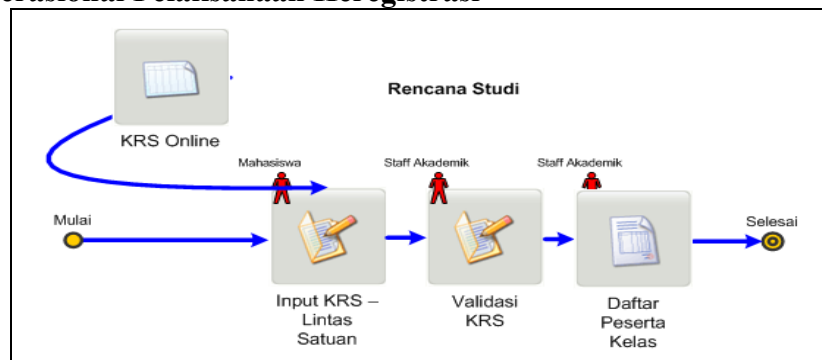 Rencana Studi
KRS Online
Mahasiswa
Staff Akademik
Staff Akademik
Mulai
Selesai
Input KRS –
Lintas
Satuan
Validasi
KRS
Daftar
Peserta
Kelas